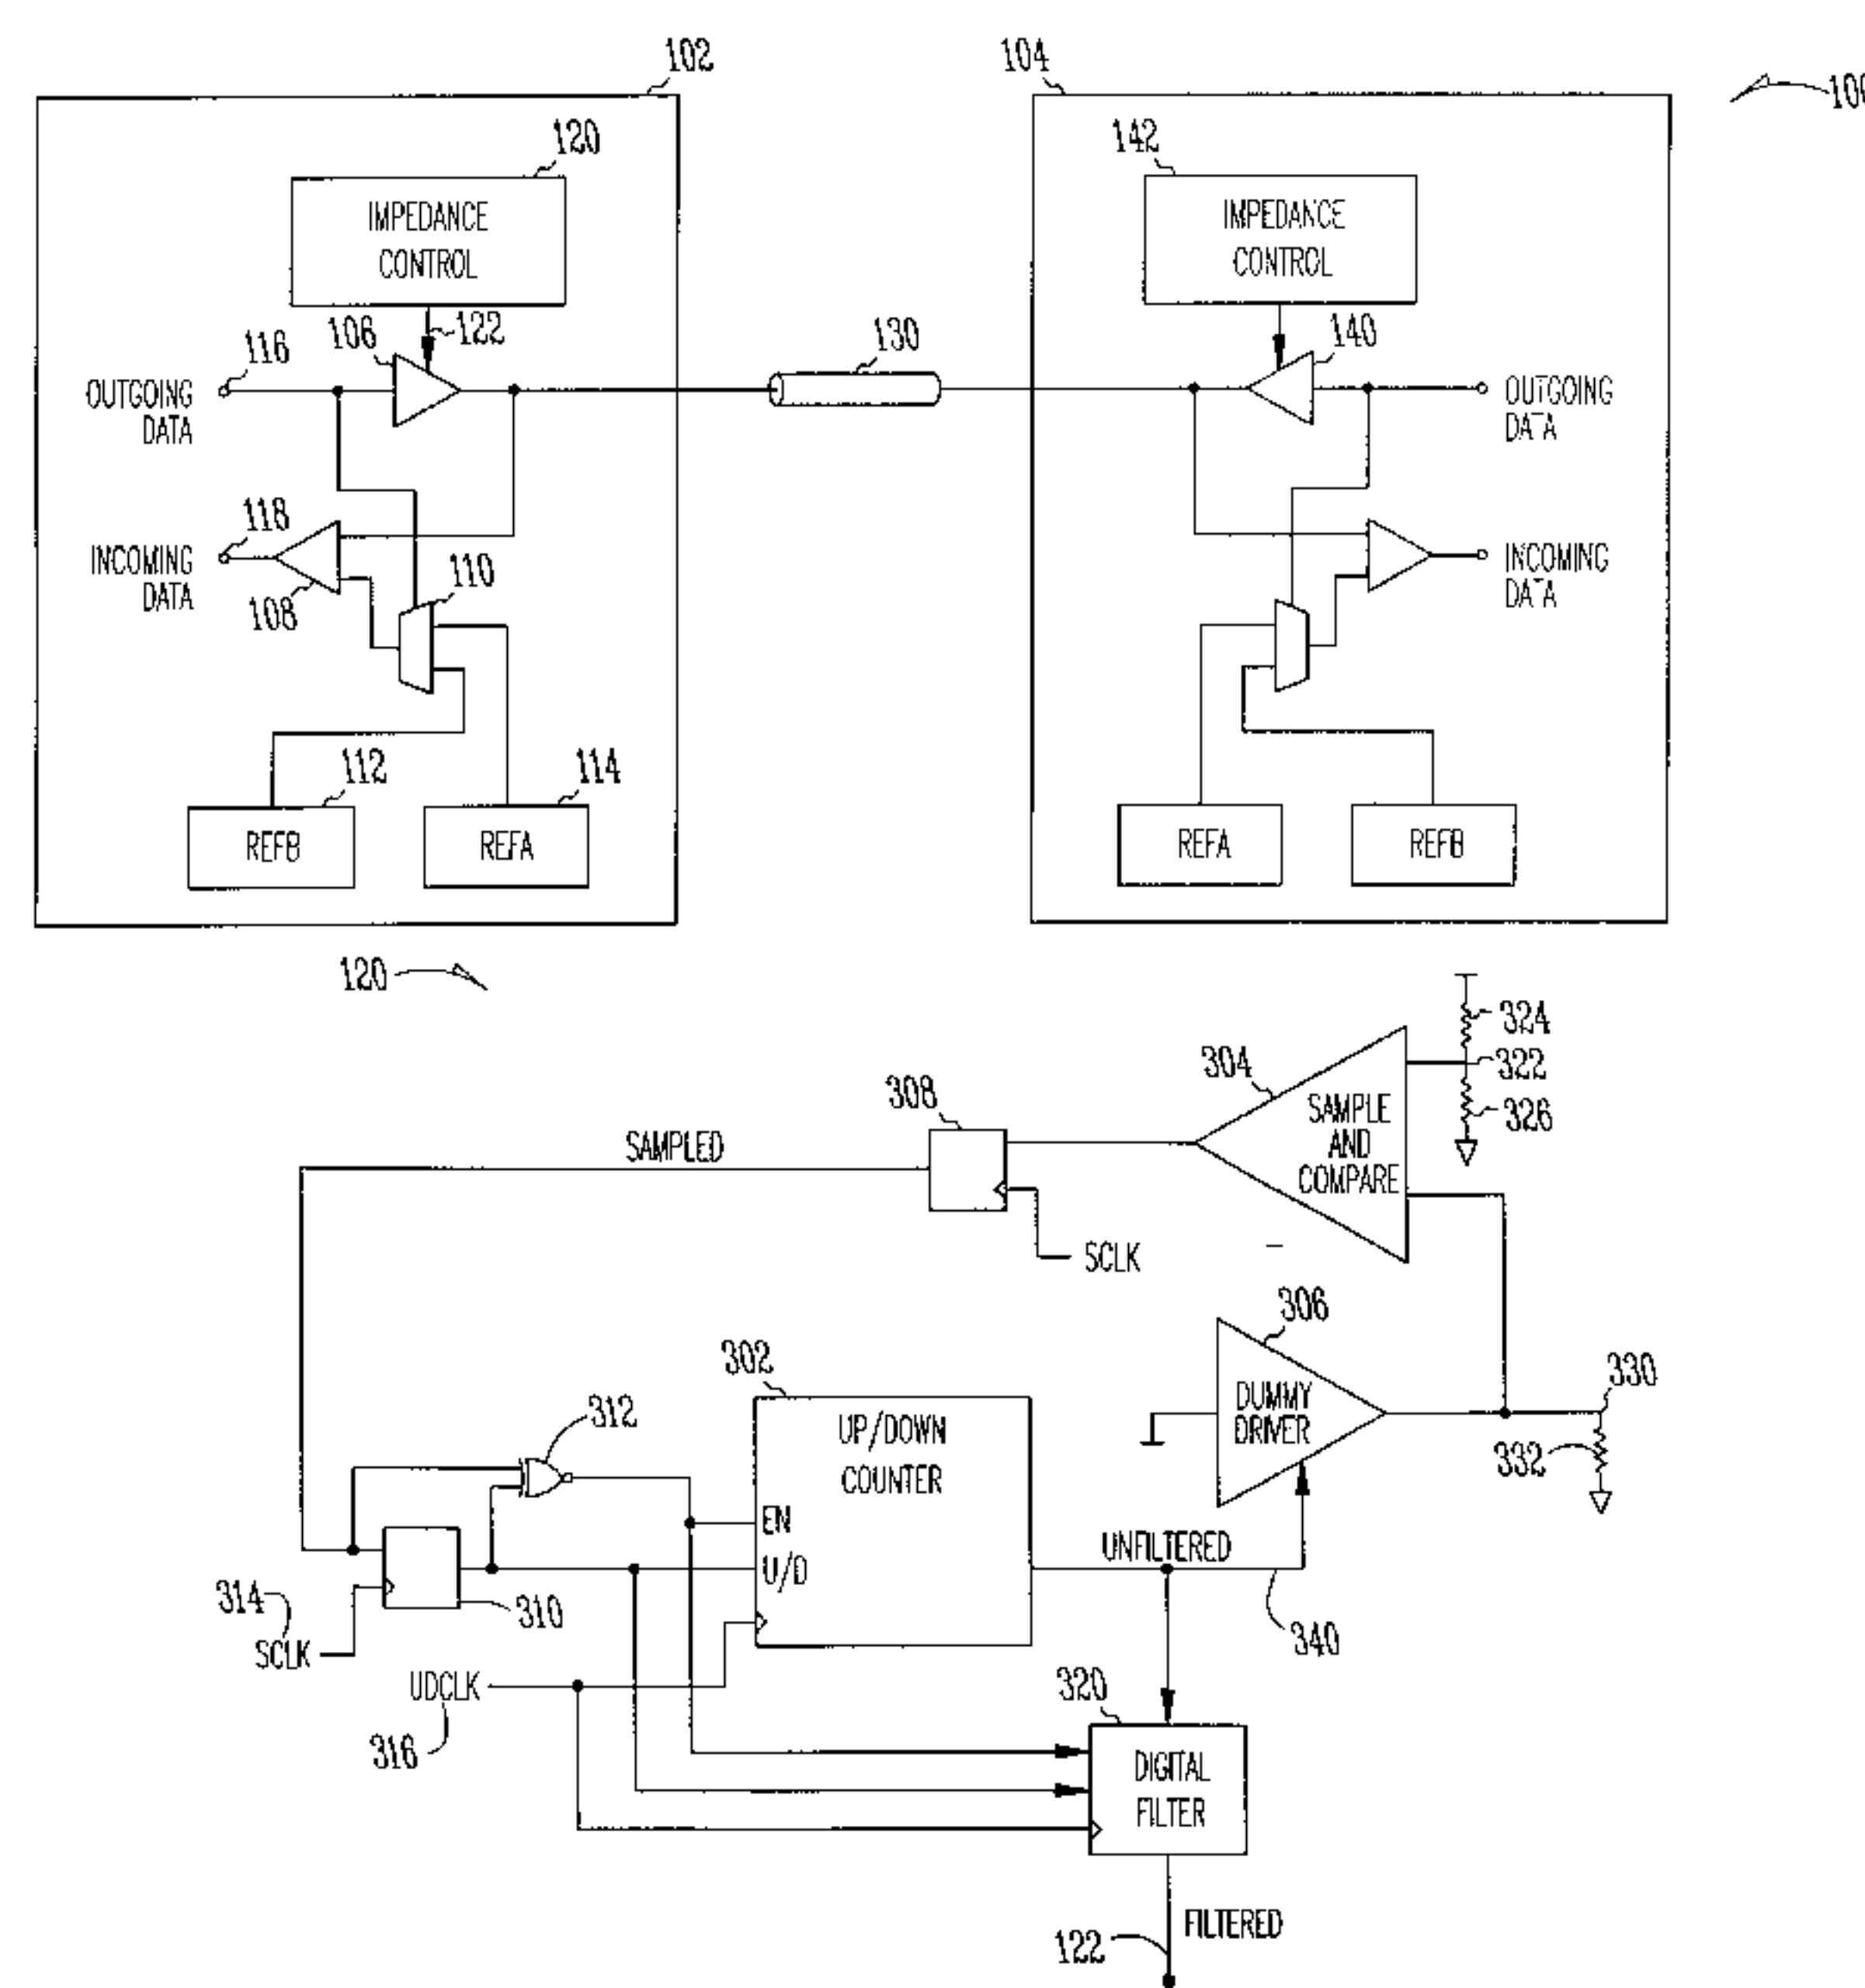 102
104
100
120
IMPEDANCE
CONTROL
142
IMPEDANCE
CONTROL
106
122
116
OUTGOING
DATA
130
140
OUTGOING
DATA
118
INCOMING
DATA
108
110
INCOMING
DATA
112
REFB
114
REFA
REFA
REFB
120
324
322
326
304
SAMPLE
AND
COMPARE
308
SAMPLED
SCLK
306
DUMMY
DRIVER
330
332
302
UP/DOWN
COUNTER
EN
U/D
312
310
314
SCLK
UNFILTERED
340
UDCLK
316
320
DIGITAL
FILTER
FILTERED
122